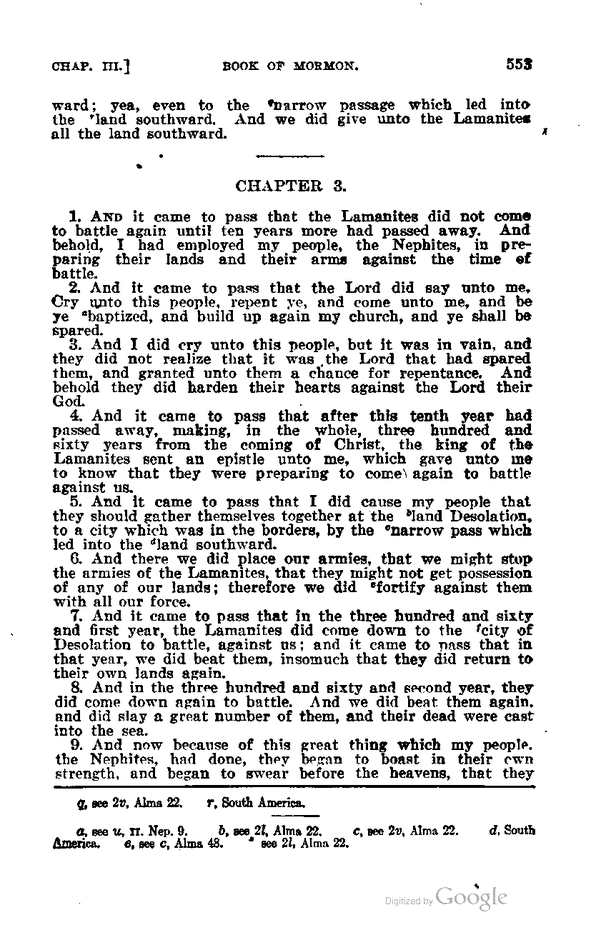 CHAP. III.] BOOK OF MORMON. 553
ward; yea, even to the qnarrow passage which led into
the rland southward. And we did give unto the Lamanites
all the land southward.
CHAPTER 3.
1. AND it came to pass that the Lamanites did not come
to battle again until ten years more had passed away. And
behold, I had employed my people, the Nephites, in pre-
paring their lands and their arms against the time of
battle.
2. And it came to pass that the Lord did say unto me,
Cry unto this people, repent ye, and come unto me, and be
ye abaptized, and build up again my church, and ye shall be
spared.
3. And I did cry unto this people, but it was in vain, and
they did not realize that it was the Lord that had spared
them, and granted unto them a chance for repentance. And
behold they did harden their hearts against the Lord their
God.
4. And it came to pass that after this tenth year had
passed away, making, in the whole, three hundred and
sixty years from the coming of Christ, the king of the
Lamanites sent an epistle unto me, which gave unto me
to know that they were preparing to come again to battle
against us.
5. And it came to pass that I did cause my people that
they should gather themselves together at the bland Desolation,
to a city which was in the borders, by the cnarrow pass which
led into the dland southward.
6. And there we did place our armies, that we might stop
the armies of the Lamanites, that they might not get possession
of any of our lands; therefore we did efortify against them
with all our force.
7. And it came to pass that in the three hundred and sixty
and first year, the Lamanites did come down to the fcity of
Desolation to battle, against us; and it came to pass that in
that year, we did beat them, insomuch that they did return to
their own lands again.
8. And in the three hundred and sixty and second year, they
did come down again to battle. And we did beat them again,
and did slay a great number of them, and their dead were cast
into the sea.
9. And now because of this great thing which my people,
the Nephites, had done, they began to boast in their own
strength, and began to swear before the heavens, that they
q, see 2v, Alma 22. r, South America.
a, see u, II. Nep. 9. b, see 2l, Alma 22. c, see 2v, Alma 22. d, South
America. e, see c, Alma 48. see 2l, Alma 22.
Digitized by Google